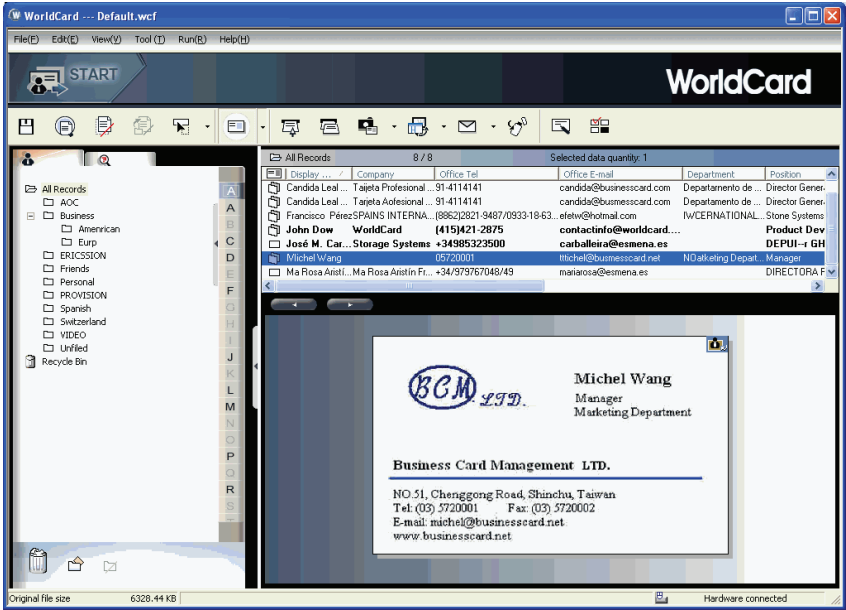 WorldCard --- Default.wcf
File(F) Edit(E) View(V) Tool (T) Run(R) Help(H)
START
WorldCard
All Records 8 / 8 Selected data quantity: 1
Display ... Company Office Tel Office E-mail Department Position
Candida Leal ... Taijeta Profesional ... 91-4114141 candida@businesscard.com Departamento de ... Director Gener
Candida Leal ... Tarjeta Aofesional ... 91-4114141 candida@businesscard.com Departamento de ... Director Gener
Francisco Pérez SPAINS INTERNA... (8862)2821-9487/0933-18-63... efetw@hotmail.com IWCERNATIONAL... Stone Systems
John Dow WorldCard (415)421-2875 contactinfo@worldcard.... Product Dev
José M. Car... Storage Systems +34985323500 carballeira@esmena.es DEPUI--r GH
Michel Wang 05720001 tttichel@busmesscard.net NOatketing Depart... Manager
Ma Rosa Aristí... Ma Rosa Aristín Fr... +34/979767048/49 mariarosa@esmena.es DIRECTORA F
All Records
AOC
Business
Amenrican
Eurp
ERICSSION
Friends
Personal
PROVISION
Spanish
Switzerland
VIDEO
Unfiled
Recycle Bin
A
A
B
C
D
E
F
G
H
I
J
K
L
M
N
O
P
Q
R
S
BCM LTD.
Michel Wang
Manager
Marketing Department
Business Card Management LTD.
NO.51, Chenggong Road, Shinchu, Taiwan
Tel: (03) 5720001 Fax: (03) 5720002
E-mail: michel@businesscard.net
www.businesscard.net
Original file size 6328.44 KB Hardware connected